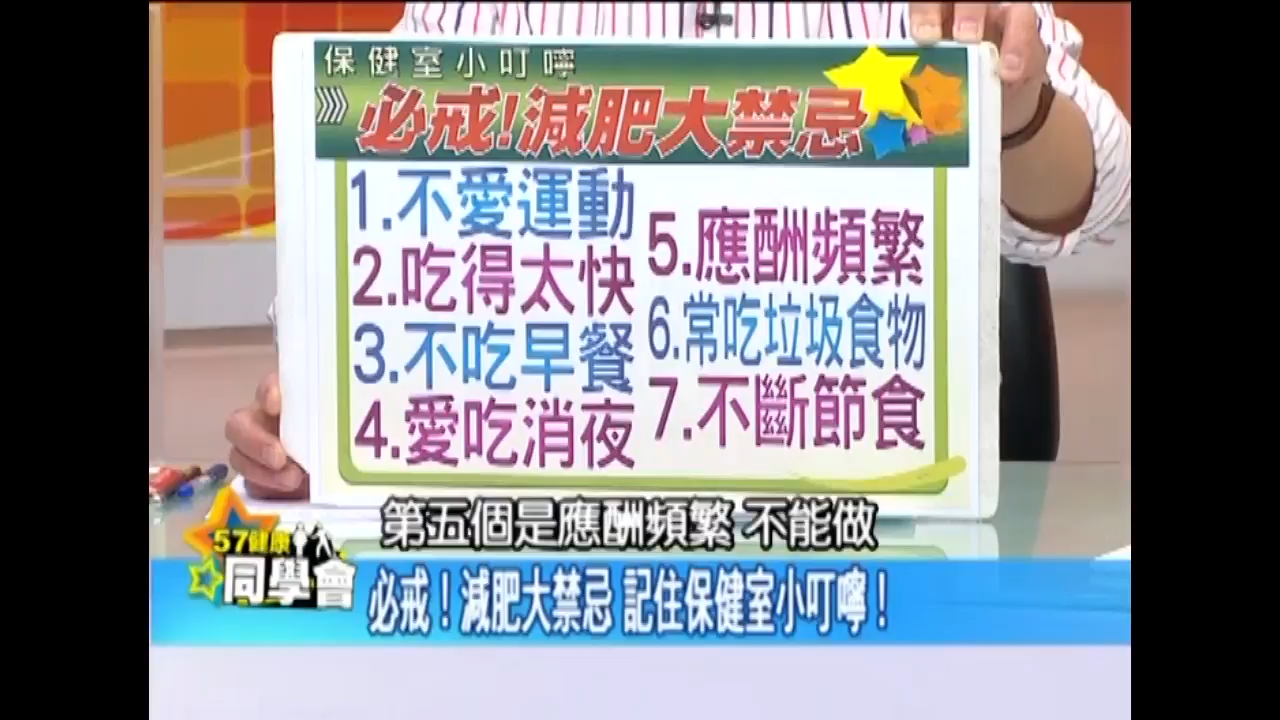 保健室小叮嚀
必戒!減肥大禁忌
1.不愛運動
2.吃得太快
3.不吃早餐
4.愛吃消夜
5.應酬頻繁
6.常吃垃圾食物
7.不斷節食
第五個是應酬頻繁 不能做
57健康
同學會
必戒！減肥大禁忌 記住保健室小叮嚀！